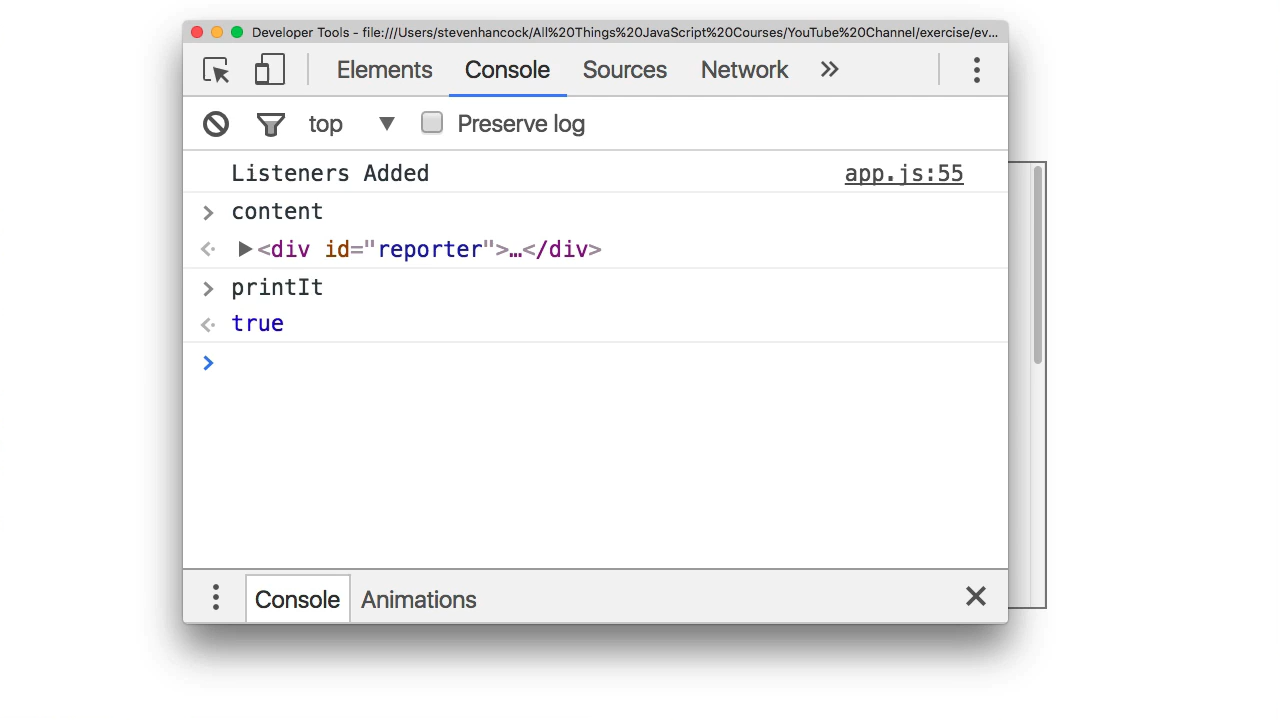 Developer Tools - file:///Users/stevenhancock/All%20Things%20JavaScript%20Courses/YouTube%20Channel/exercise/ev...
Elements Console Sources Network »
top ▼ Preserve log
Listeners Added app.js:55
> content
<div id="reporter">…</div>
> printIt
true
>
Console Animations